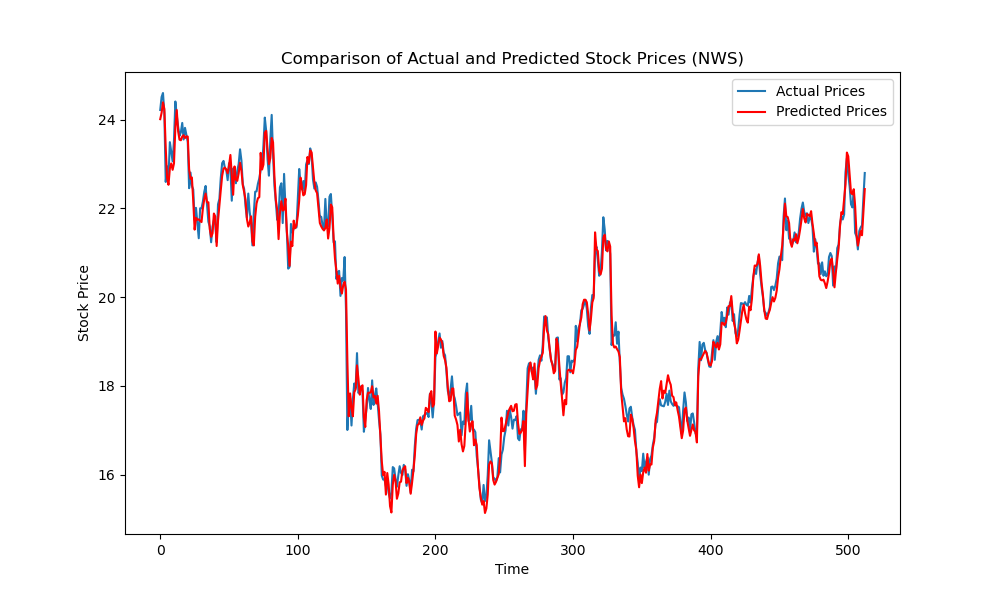 Comparison of Actual and Predicted Stock Prices (NWS)
Actual Prices
Predicted Prices
Stock Price
24
22
20
18
16
0 100 200 300 400 500
Time